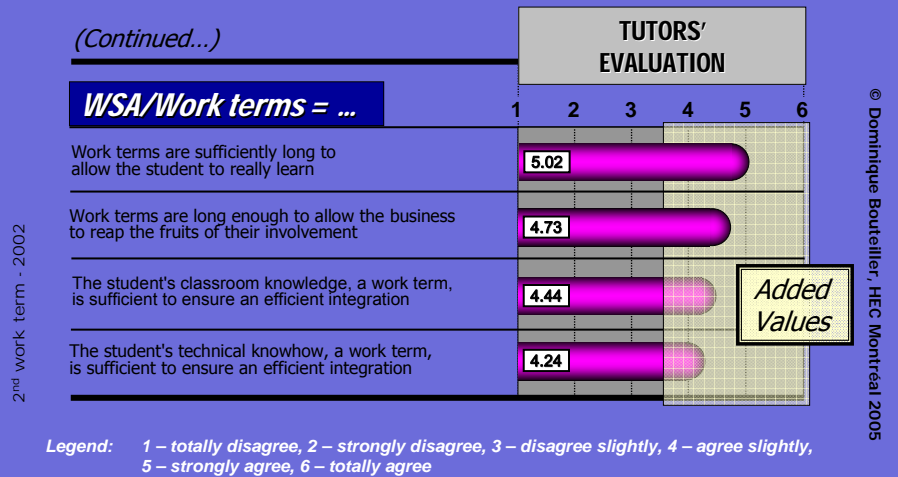 (Continued...)
TUTORS'
EVALUATION
WSA/Work terms = ...
1 2 3 4 5 6
Work terms are sufficiently long to
allow the student to really learn
5.02
Work terms are long enough to allow the business
to reap the fruits of their involvement
4.73
The student's classroom knowledge, a work term,
is sufficient to ensure an efficient integration
4.44
The student's technical knowhow, a work term,
is sufficient to ensure an efficient integration
4.24
Added
Values
2nd work term - 2002
© Dominique Bouteiller, HEC Montréal 2005
Legend: 1 – totally disagree, 2 – strongly disagree, 3 – disagree slightly, 4 – agree slightly,
5 – strongly agree, 6 – totally agree